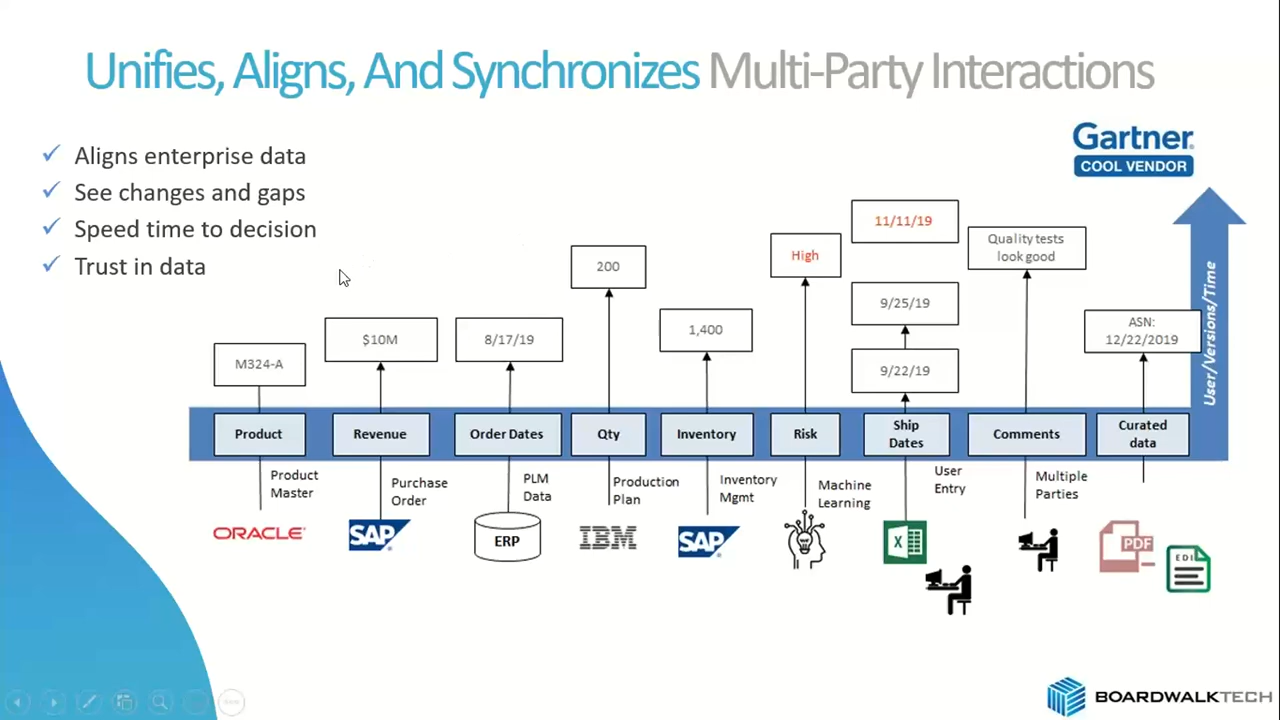 Unifies, Aligns, And Synchronizes Multi-Party Interactions
✓ Aligns enterprise data
✓ See changes and gaps
✓ Speed time to decision
✓ Trust in data
Gartner
COOL VENDOR
11/11/19
Quality tests
look good
High
200
9/25/19
1,400
ASN:
12/22/2019
$10M
8/17/19
M324-A
9/22/19
User/Versions/Time
Product
Revenue
Order Dates
Qty
Inventory
Risk
Ship
Dates
Comments
Curated
data
Product
Master
Purchase
Order
PLM
Data
Production
Plan
Inventory
Mgmt
Machine
Learning
User
Entry
Multiple
Parties
ORACLE
SAP
ERP
IBM
SAP
X
PDF
EDI
BOARDWALKTECH